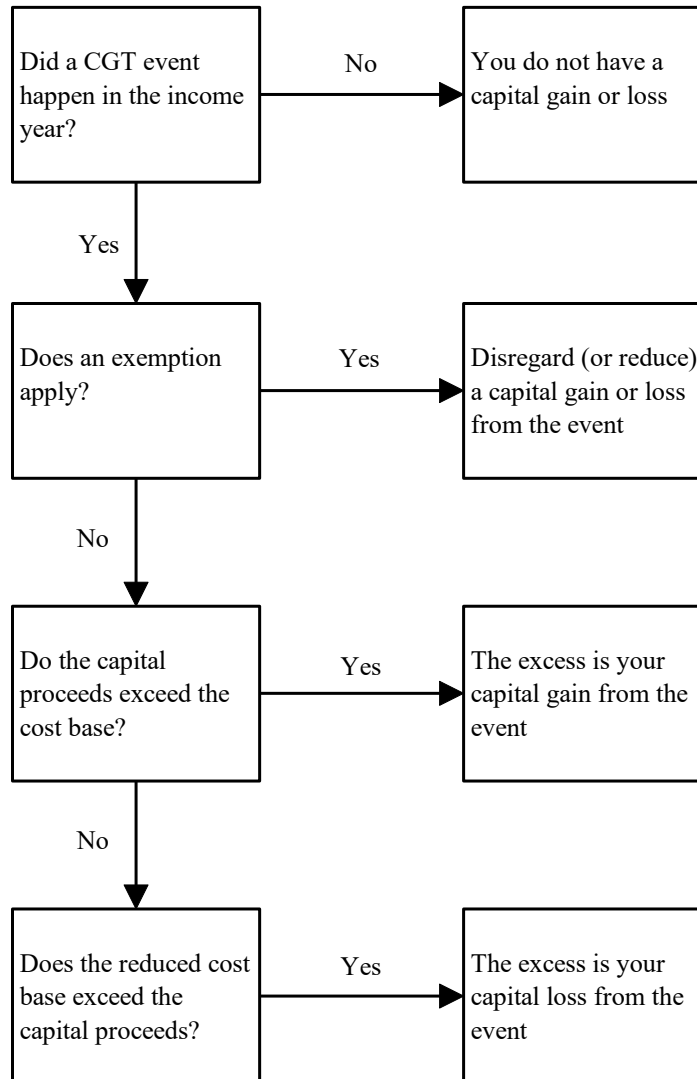 Did a CGT event
happen in the income
year?
No
You do not have a
capital gain or loss
Yes
Does an exemption
apply?
Yes
Disregard (or reduce)
a capital gain or loss
from the event
No
Do the capital
proceeds exceed the
cost base?
Yes
The excess is your
capital gain from the
event
No
Does the reduced cost
base exceed the
capital proceeds?
Yes
The excess is your
capital loss from the
event